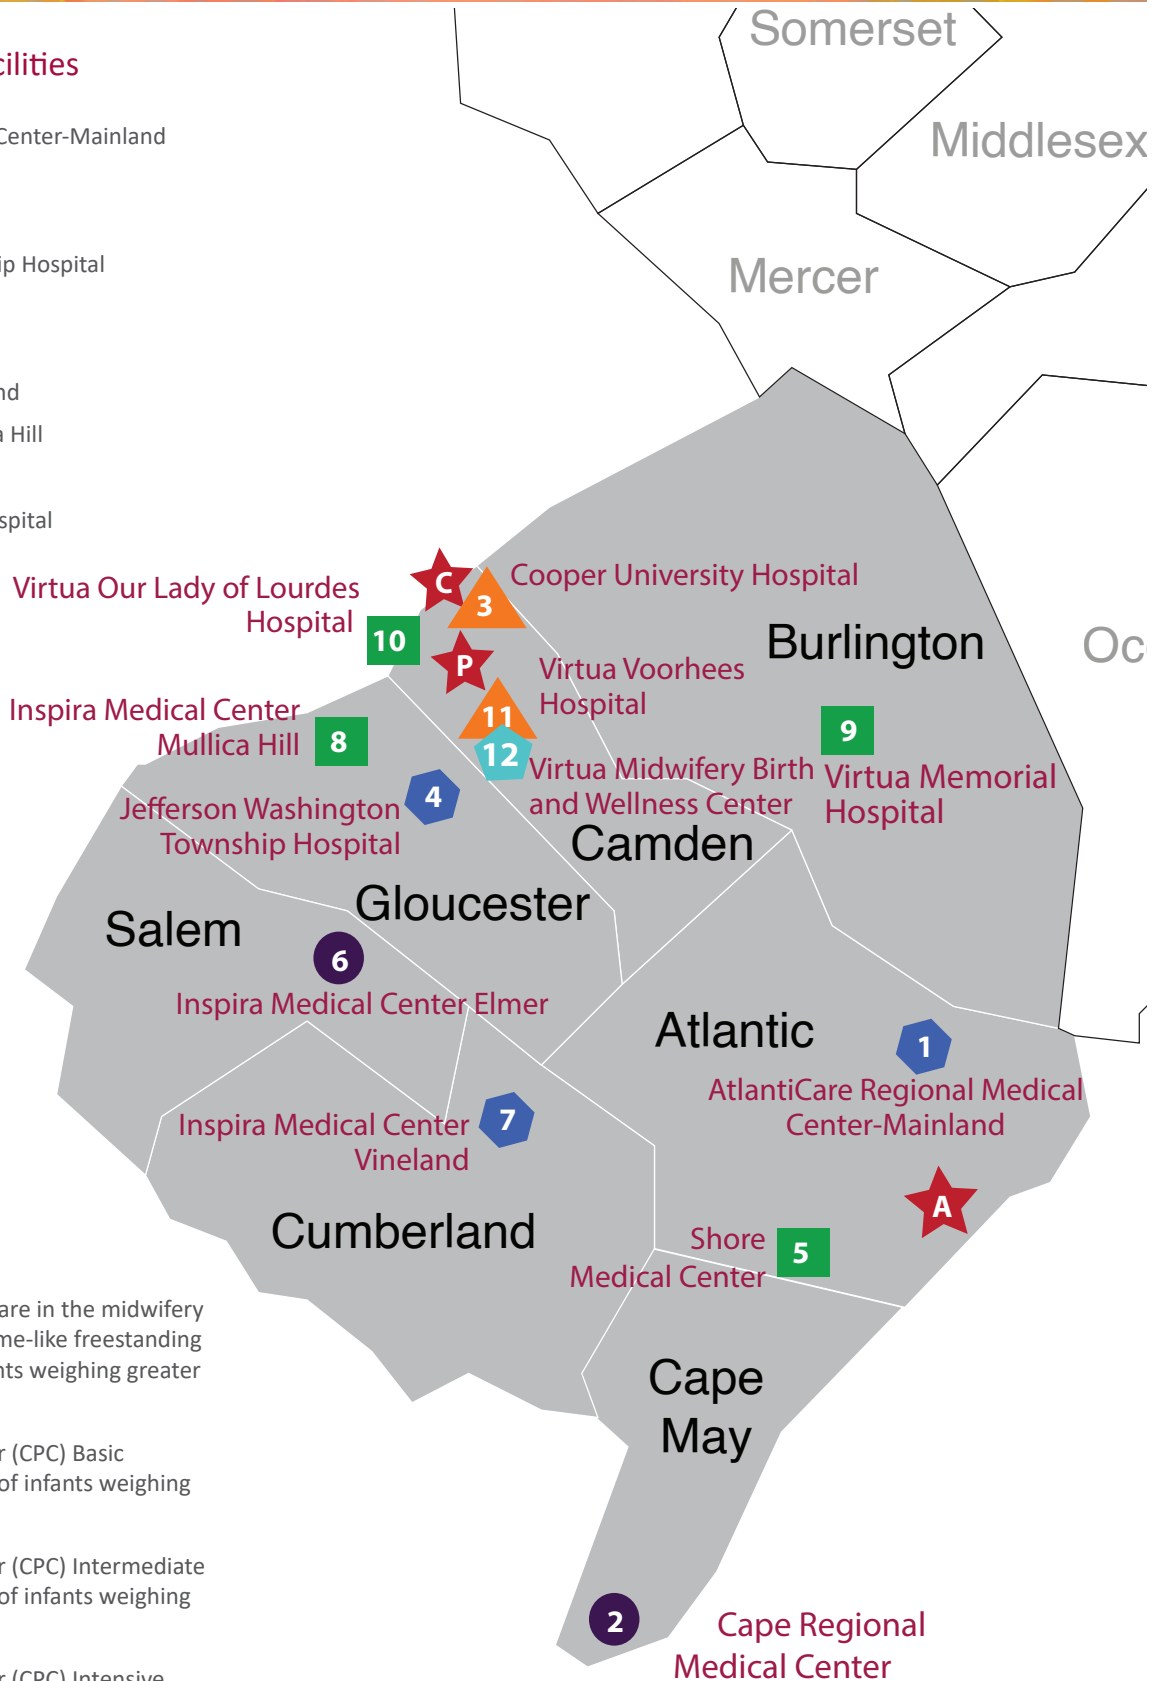 Somerset
cilities
Center-Mainland
Middlesex
ip Hospital
Mercer
nd
a Hill
spital
C
Cooper University Hospital
Virtua Our Lady of Lourdes
Hospital
3
10
Burlington
Oc
P
Virtua Voorhees
Hospital
Inspira Medical Center
Mullica Hill
8
11
9
12
Virtua Midwifery Birth
and Wellness Center
Virtua Memorial
Hospital
4
Jefferson Washington
Township Hospital
Camden
Gloucester
Salem
6
Inspira Medical Center Elmer
Atlantic
1
AtlantiCare Regional Medical
Center-Mainland
7
Inspira Medical Center
Vineland
A
Cumberland
Shore
Medical Center
5
are in the midwifery
me-like freestanding
nts weighing greater
Cape
May
r (CPC) Basic
of infants weighing
r (CPC) Intermediate
of infants weighing
2
Cape Regional
Medical Center
r (CPC) Intensive